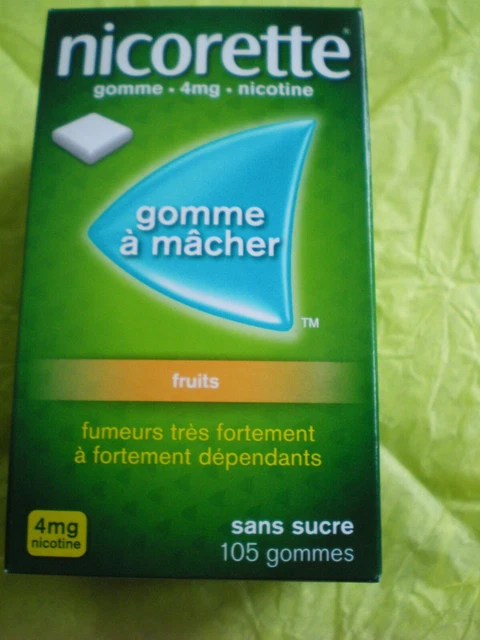 nicorette
gomme • 4mg • nicotine
gomme
à mâcher
TM
fruits
fumeurs très fortement
à fortement dépendants
4mg
nicotine
sans sucre
105 gommes